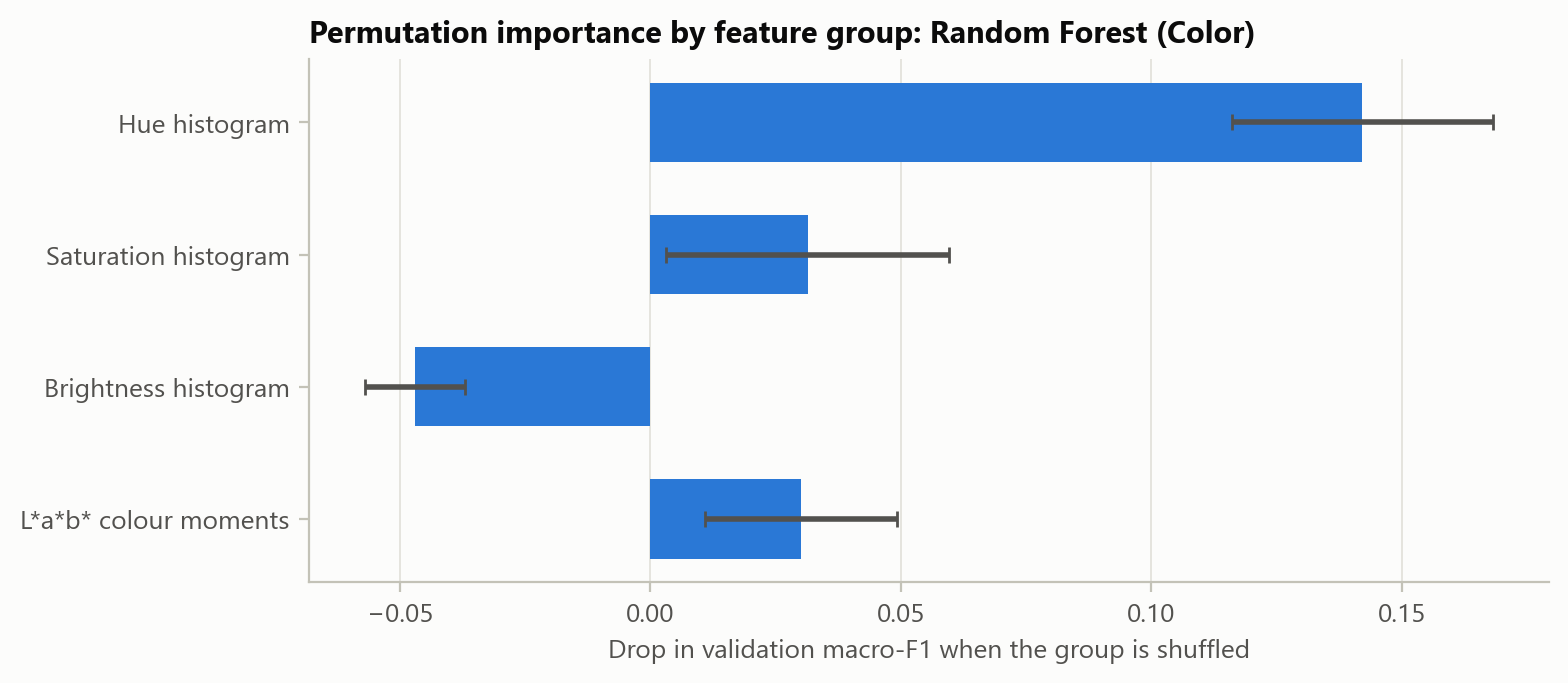 Permutation importance by feature group: Random Forest (Color)
Hue histogram
Saturation histogram
Brightness histogram
L*a*b* colour moments
−0.05 0.00 0.05 0.10 0.15
Drop in validation macro-F1 when the group is shuffled